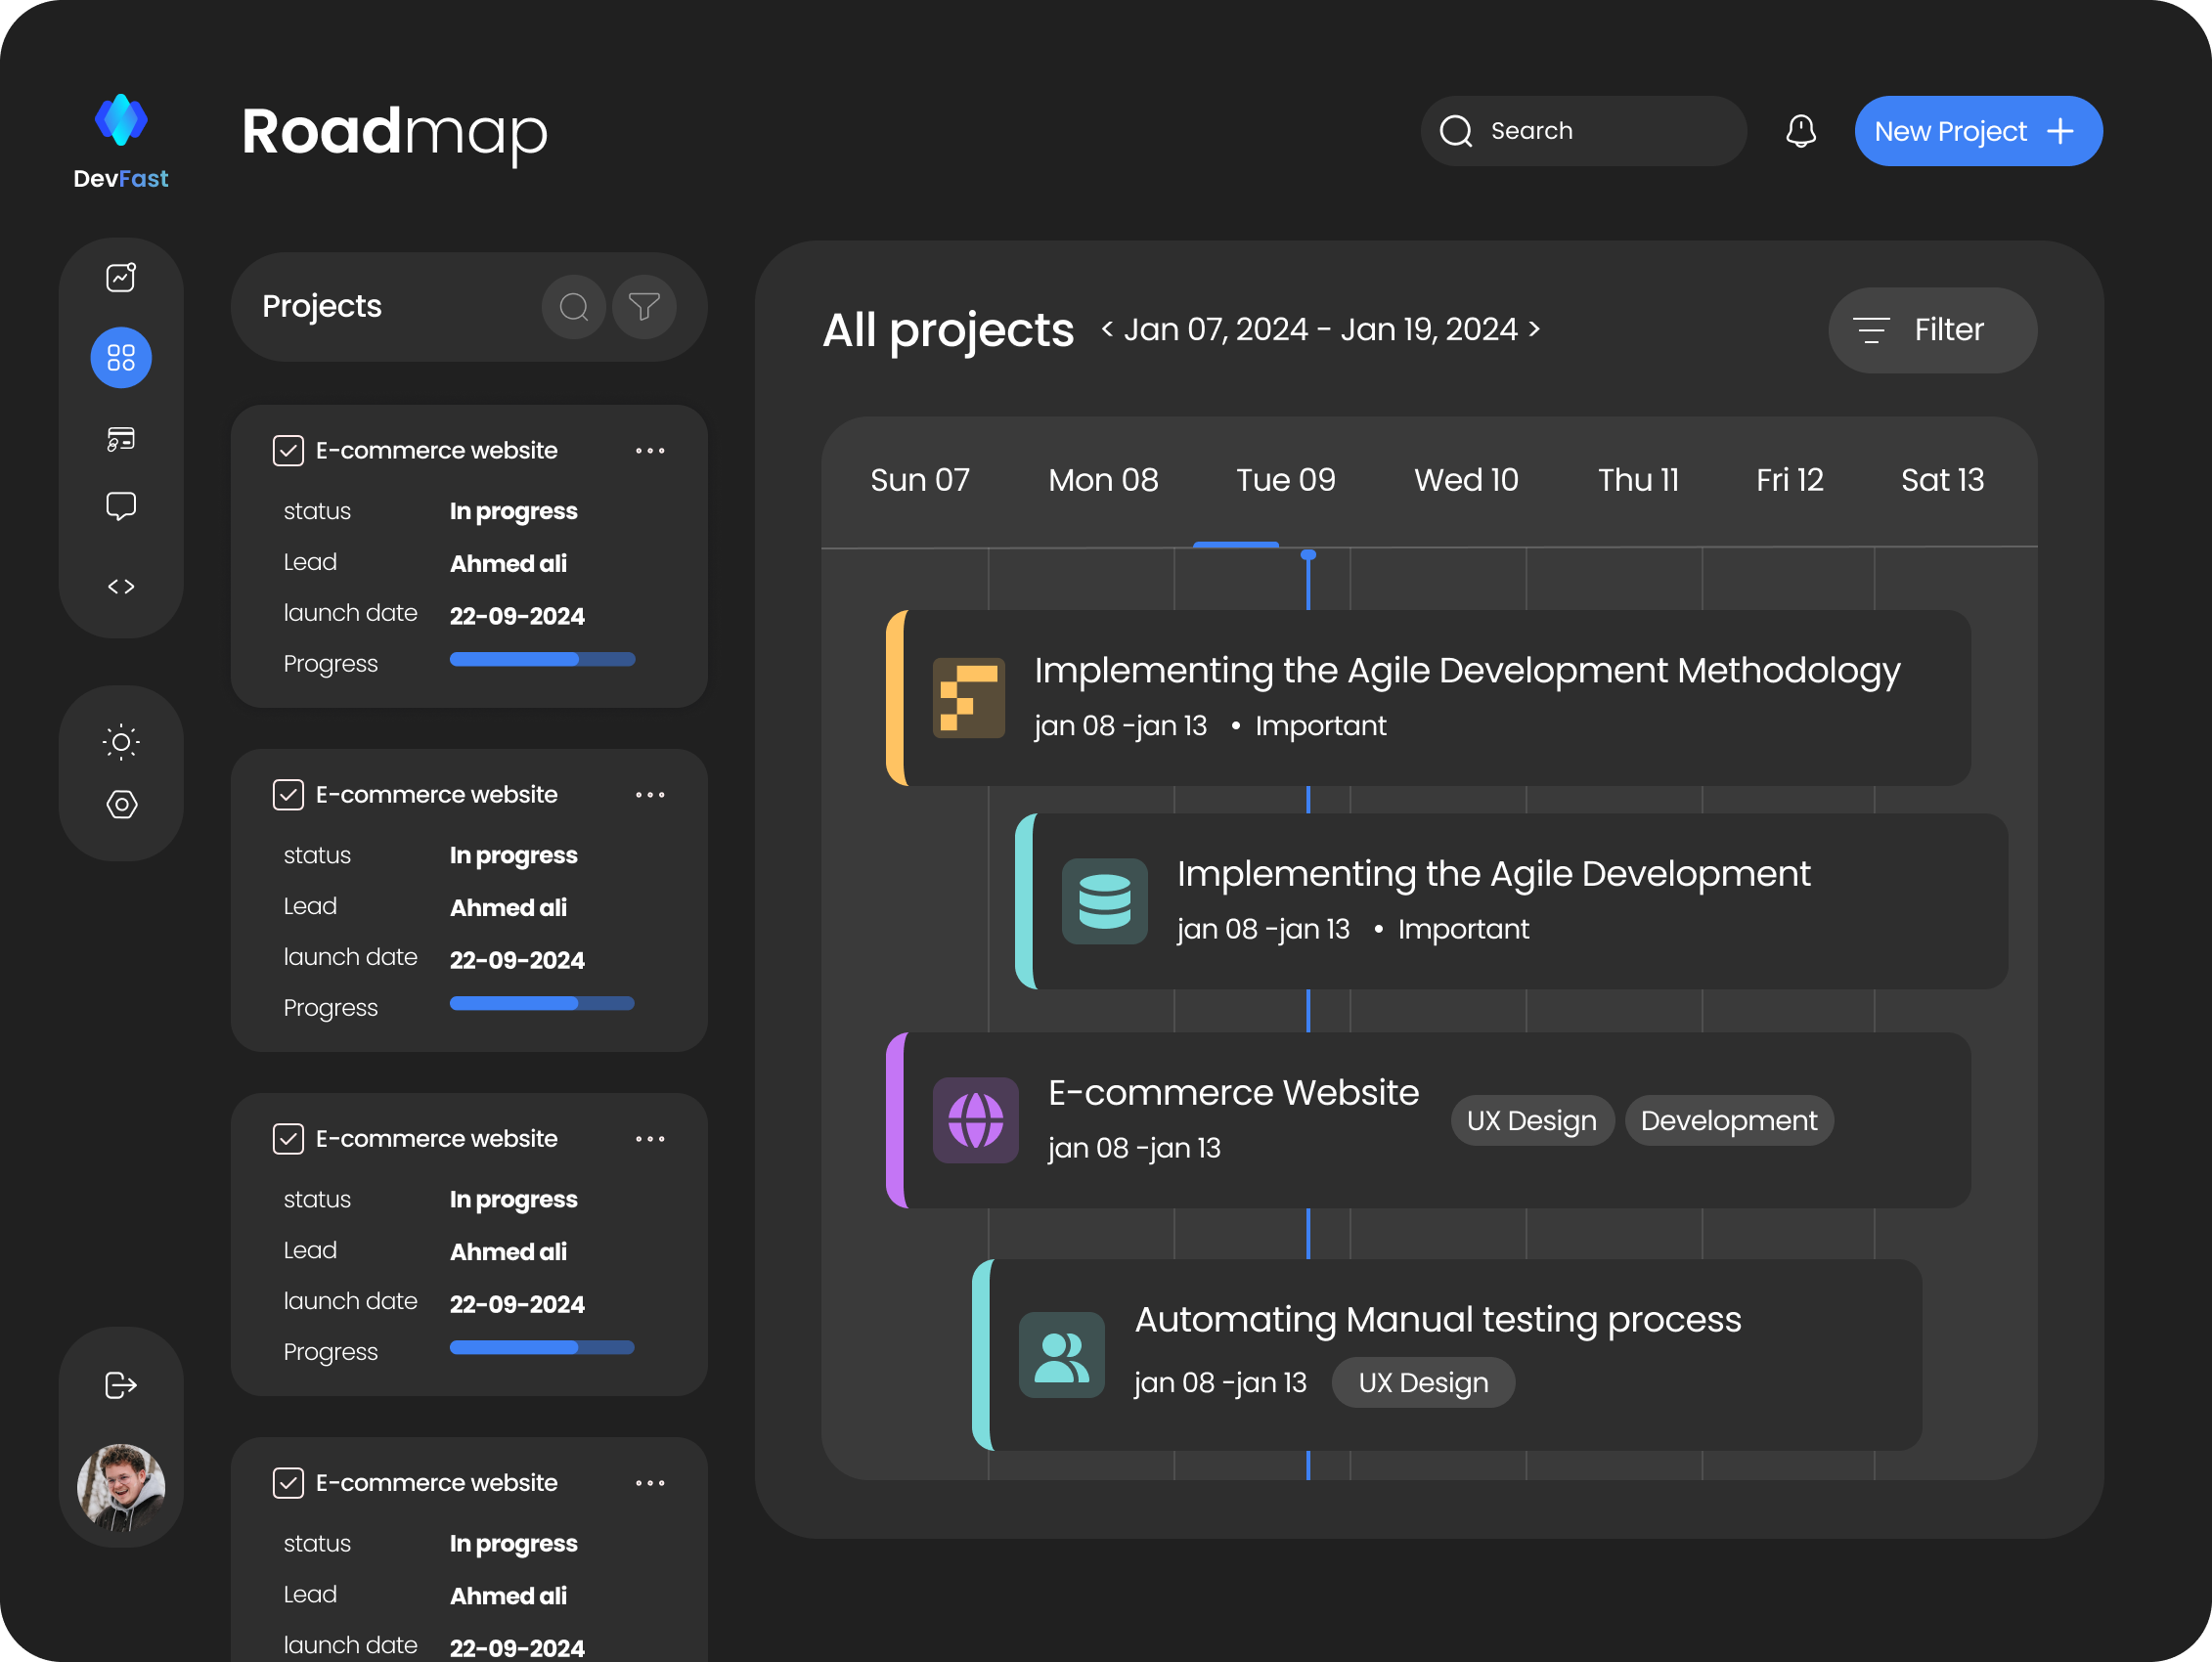 DevFast
Roadmap
Search
New Project +
Projects
E-commerce website
status In progress
Lead Ahmed ali
launch date 22-09-2024
Progress
E-commerce website
status In progress
Lead Ahmed ali
launch date 22-09-2024
Progress
E-commerce website
status In progress
Lead Ahmed ali
launch date 22-09-2024
Progress
E-commerce website
status In progress
Lead Ahmed ali
launch date 22-09-2024
All projects < Jan 07, 2024 - Jan 19, 2024 >
Filter
Sun 07 Mon 08 Tue 09 Wed 10 Thu 11 Fri 12 Sat 13
Implementing the Agile Development Methodology
jan 08 -jan 13 • Important
Implementing the Agile Development
jan 08 -jan 13 • Important
E-commerce Website
jan 08 -jan 13
UX Design Development
Automating Manual testing process
jan 08 -jan 13 UX Design